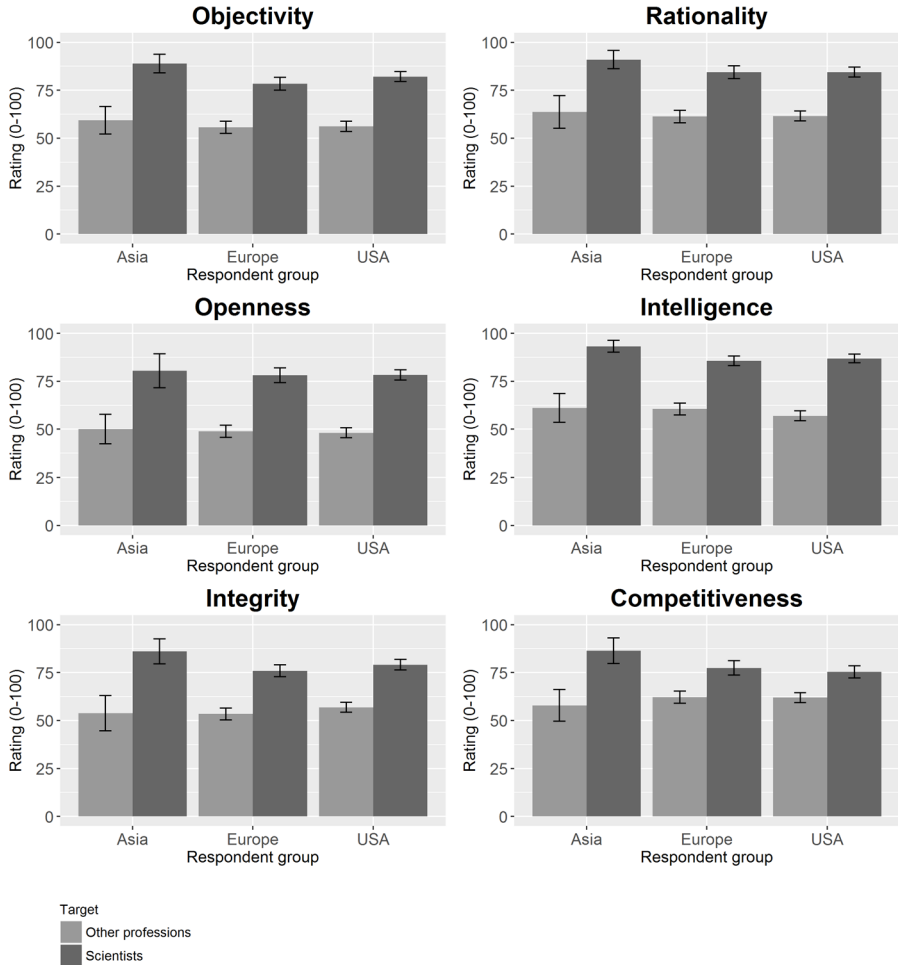 Objectivity
Rating (0-100)
100
75
50
25
0
Asia Europe USA
Respondent group
Rationality
Rating (0-100)
100
75
50
25
0
Asia Europe USA
Respondent group
Openness
Rating (0-100)
100
75
50
25
0
Asia Europe USA
Respondent group
Intelligence
Rating (0-100)
100
75
50
25
0
Asia Europe USA
Respondent group
Integrity
Rating (0-100)
100
75
50
25
0
Asia Europe USA
Respondent group
Competitiveness
Rating (0-100)
100
75
50
25
0
Asia Europe USA
Respondent group
Target
Other professions
Scientists